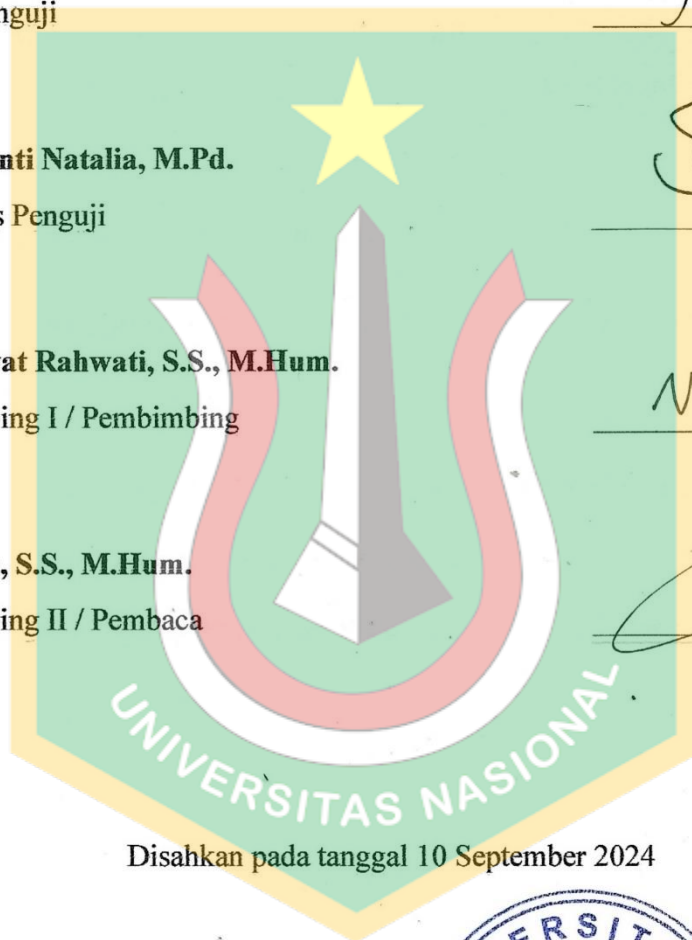 nguji
nti Natalia, M.Pd.
s Penguji
at Rahwati, S.S., M.Hum.
ing I / Pembimbing
, S.S., M.Hum.
ing II / Pembaca
UNIVERSITAS NASIONAL
Disahkan pada tanggal 10 September 2024
ERSIT